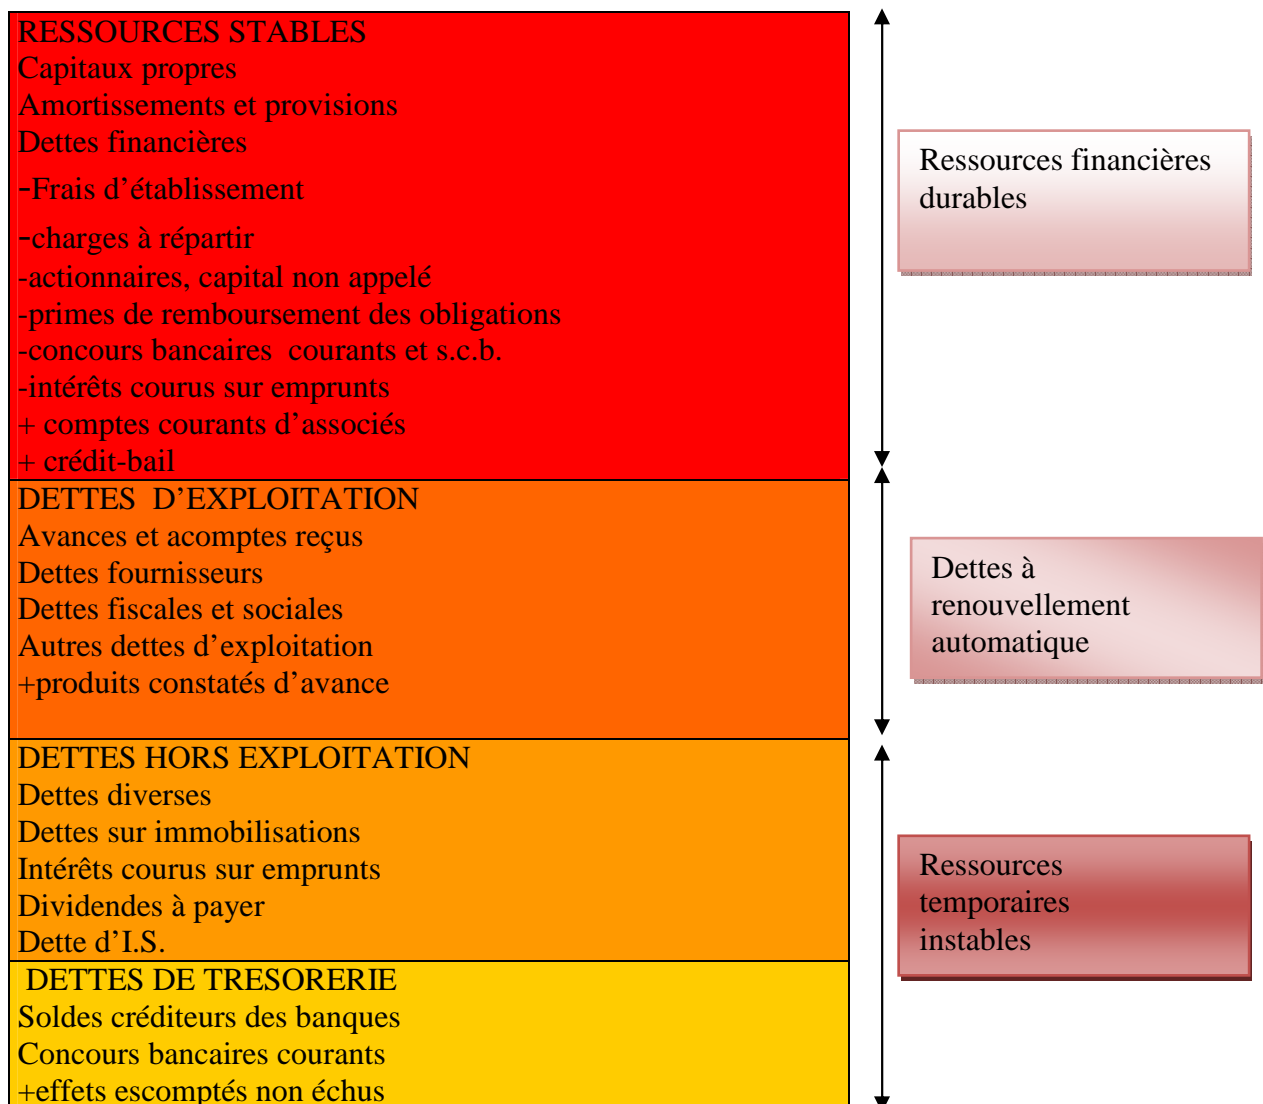 RESSOURCES STABLES
Capitaux propres
Amortissements et provisions
Dettes financières
-Frais d’établissement
-charges à répartir
-actionnaires, capital non appelé
-primes de remboursement des obligations
-concours bancaires courants et s.c.b.
-intérêts courus sur emprunts
+ comptes courants d’associés
+ crédit-bail
Ressources financières
durables
DETTES D’EXPLOITATION
Avances et acomptes reçus
Dettes fournisseurs
Dettes fiscales et sociales
Autres dettes d’exploitation
+produits constatés d’avance
Dettes à
renouvellement
automatique
DETTES HORS EXPLOITATION
Dettes diverses
Dettes sur immobilisations
Intérêts courus sur emprunts
Dividendes à payer
Dette d’I.S.
DETTES DE TRESORERIE
Soldes créditeurs des banques
Concours bancaires courants
+effets escomptés non échus
Ressources
temporaires
instables